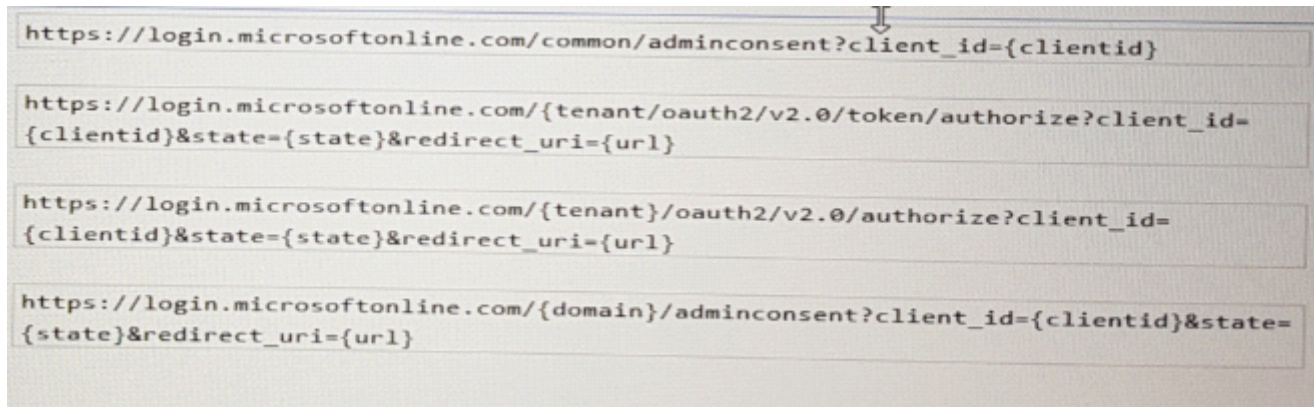 https://login.microsoftonline.com/common/adminconsent?client_id={clientid}
https://login.microsoftonline.com/{tenant/oauth2/v2.0/token/authorize?client_id=
{clientid}&state={state}&redirect_uri={url}
https://login.microsoftonline.com/{tenant}/oauth2/v2.0/authorize?client_id=
{clientid}&state={state}&redirect_uri={url}
https://login.microsoftonline.com/{domain}/adminconsent?client_id={clientid}&state=
{state}&redirect_uri={url}